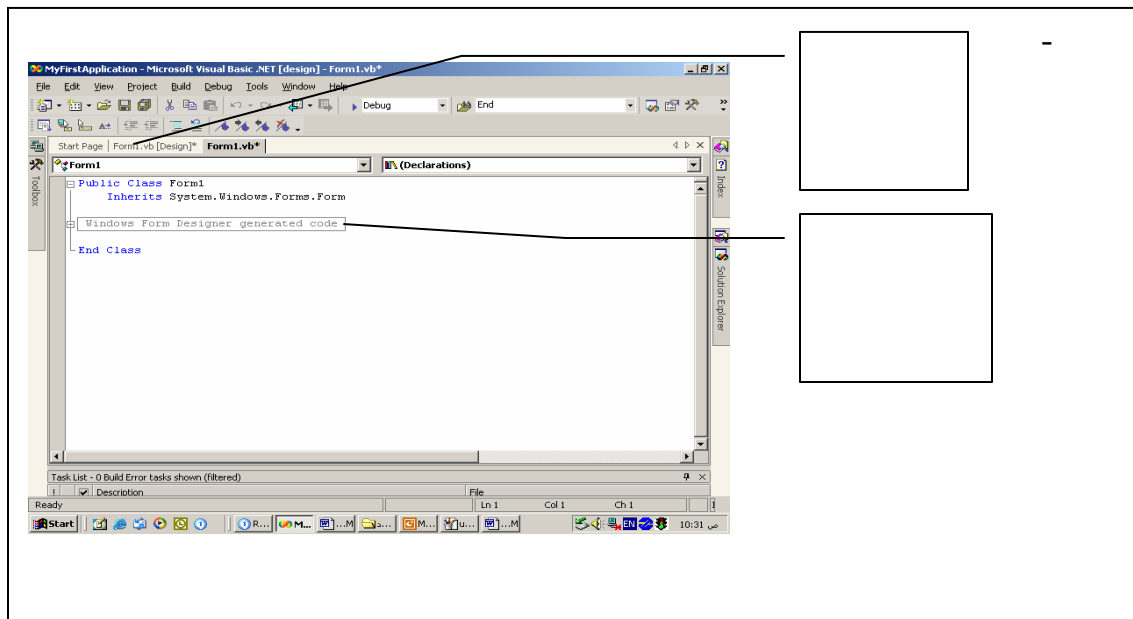 -
MyFirstApplication - Microsoft Visual Basic .NET [design] - Form1.vb*
File Edit View Project Build Debug Tools Window Help
Debug End
Start Page Form1.vb [Design]* Form1.vb*
Form1 (Declarations)
Toolbox
Index
Solution Explorer
Public Class Form1
Inherits System.Windows.Forms.Form
Windows Form Designer generated code
End Class
Task List - 0 Build Error tasks shown (filtered)
! Description File
Ready Ln 1 Col 1 Ch 1
Start R... M... M...‎ د... M... u... M...‎ EN 10:31 ص